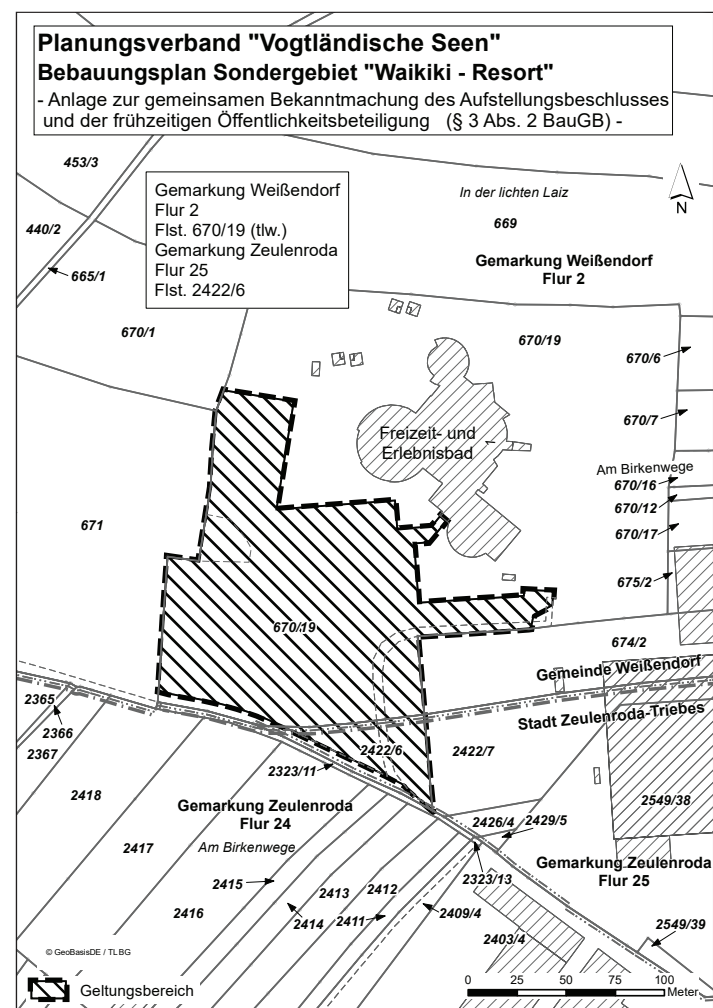 Planungsverband "Vogtländische Seen"
Bebauungsplan Sondergebiet "Waikiki - Resort"
- Anlage zur gemeinsamen Bekanntmachung des Aufstellungsbeschlusses
und der frühzeitigen Öffentlichkeitsbeteiligung (§ 3 Abs. 2 BauGB) -
453/3
Gemarkung Weißendorf
Flur 2
Flst. 670/19 (tlw.)
Gemarkung Zeulenroda
Flur 25
Flst. 2422/6
In der lichten Laiz
N
440/2
669
665/1
Gemarkung Weißendorf
Flur 2
670/1
670/19
670/6
670/7
Freizeit- und
Erlebnisbad
Am Birkenwege
670/16
670/12
670/17
671
675/2
670/19
674/2
Gemeinde Weißendorf
Stadt Zeulenroda-Triebes
2365
2366
2367
2422/6
2422/7
2323/11
2418
Gemarkung Zeulenroda
Flur 24
2549/38
2426/4
2429/5
2417
Am Birkenwege
Gemarkung Zeulenroda
Flur 25
2415
2413
2412
2323/13
2416
2414
2411
2409/4
2403/4
2549/39
© GeoBasisDE / TLBG
Geltungsbereich
0 25 50 75 100
Meter